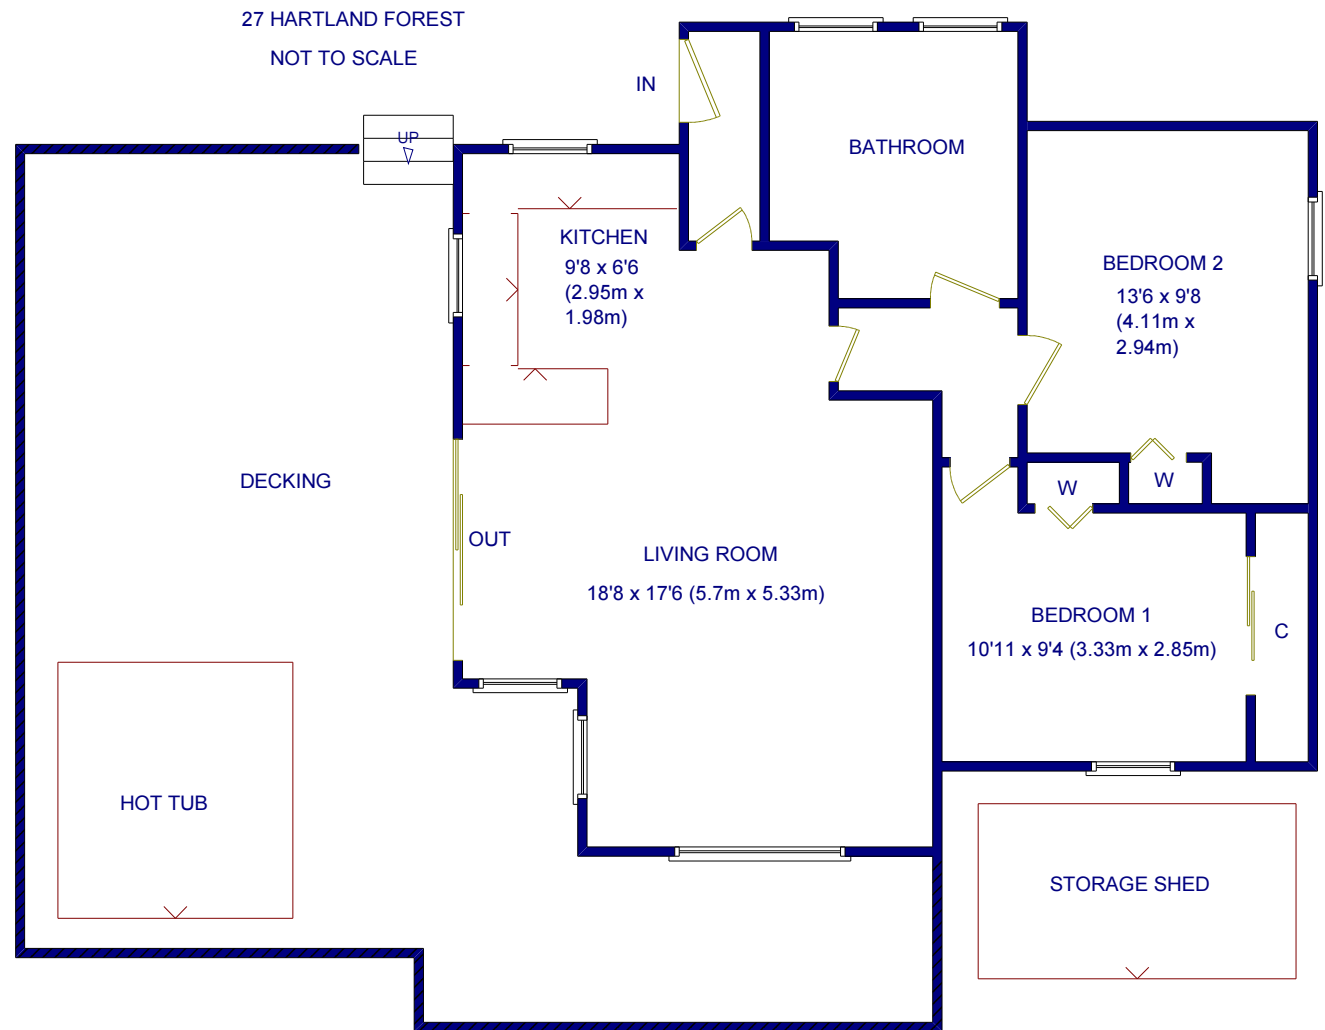 27 HARTLAND FOREST
NOT TO SCALE
IN
UP
BATHROOM
KITCHEN
9'8 x 6'6
(2.95m x
1.98m)
BEDROOM 2
13'6 x 9'8
(4.11m x
2.94m)
DECKING
W
W
OUT
LIVING ROOM
18'8 x 17'6 (5.7m x 5.33m)
BEDROOM 1
10'11 x 9'4 (3.33m x 2.85m)
C
HOT TUB
STORAGE SHED